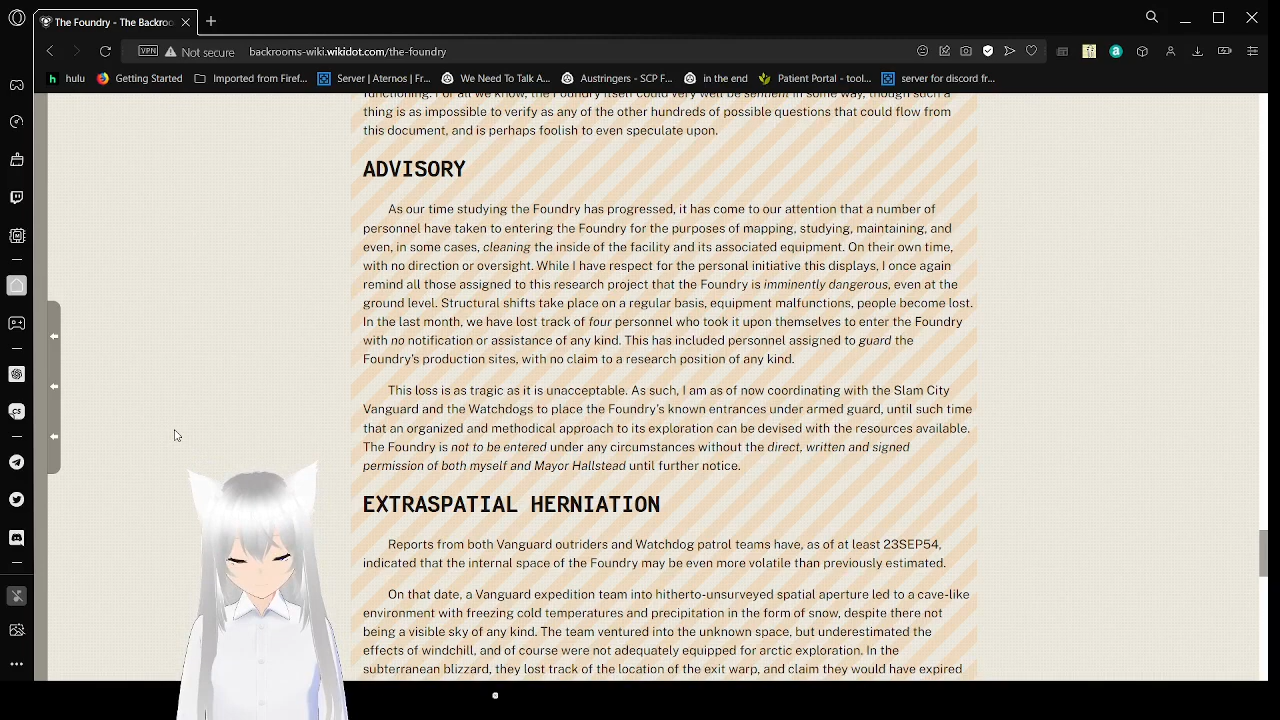 The Foundry - The Backroo
VPN
Not secure
backrooms-wiki.wikidot.com/the-foundry
hulu
Getting Started
Imported from Firef...
Server | Aternos | Fr...
We Need To Talk A...
Austringers - SCP F...
in the end
Patient Portal - tool...
server for discord fr...
functioning. For all we know, the Foundry itself could very well be sentient in some way, though such a
thing is as impossible to verify as any of the other hundreds of possible questions that could flow from
this document, and is perhaps foolish to even speculate upon.
ADVISORY
As our time studying the Foundry has progressed, it has come to our attention that a number of
personnel have taken to entering the Foundry for the purposes of mapping, studying, maintaining, and
even, in some cases, cleaning the inside of the facility and its associated equipment. On their own time,
with no direction or oversight. While I have respect for the personal initiative this displays, I once again
remind all those assigned to this research project that the Foundry is imminently dangerous, even at the
ground level. Structural shifts take place on a regular basis, equipment malfunctions, people become lost.
In the last month, we have lost track of four personnel who took it upon themselves to enter the Foundry
with no notification or assistance of any kind. This has included personnel assigned to guard the
Foundry's production sites, with no claim to a research position of any kind.
This loss is as tragic as it is unacceptable. As such, I am as of now coordinating with the Slam City
Vanguard and the Watchdogs to place the Foundry's known entrances under armed guard, until such time
that an organized and methodical approach to its exploration can be devised with the resources available.
The Foundry is not to be entered under any circumstances without the direct, written and signed
permission of both myself and Mayor Hallstead until further notice.
EXTRASPATIAL HERNIATION
Reports from both Vanguard outriders and Watchdog patrol teams have, as of at least 23SEP54,
indicated that the internal space of the Foundry may be even more volatile than previously estimated.
On that date, a Vanguard expedition team into hitherto-unsurveyed spatial aperture led to a cave-like
environment with freezing cold temperatures and precipitation in the form of snow, despite there not
being a visible sky of any kind. The team ventured into the unknown space, but underestimated the
effects of windchill, and of course were not adequately equipped for arctic exploration. In the
subterranean blizzard, they lost track of the location of the exit warp, and claim they would have expired